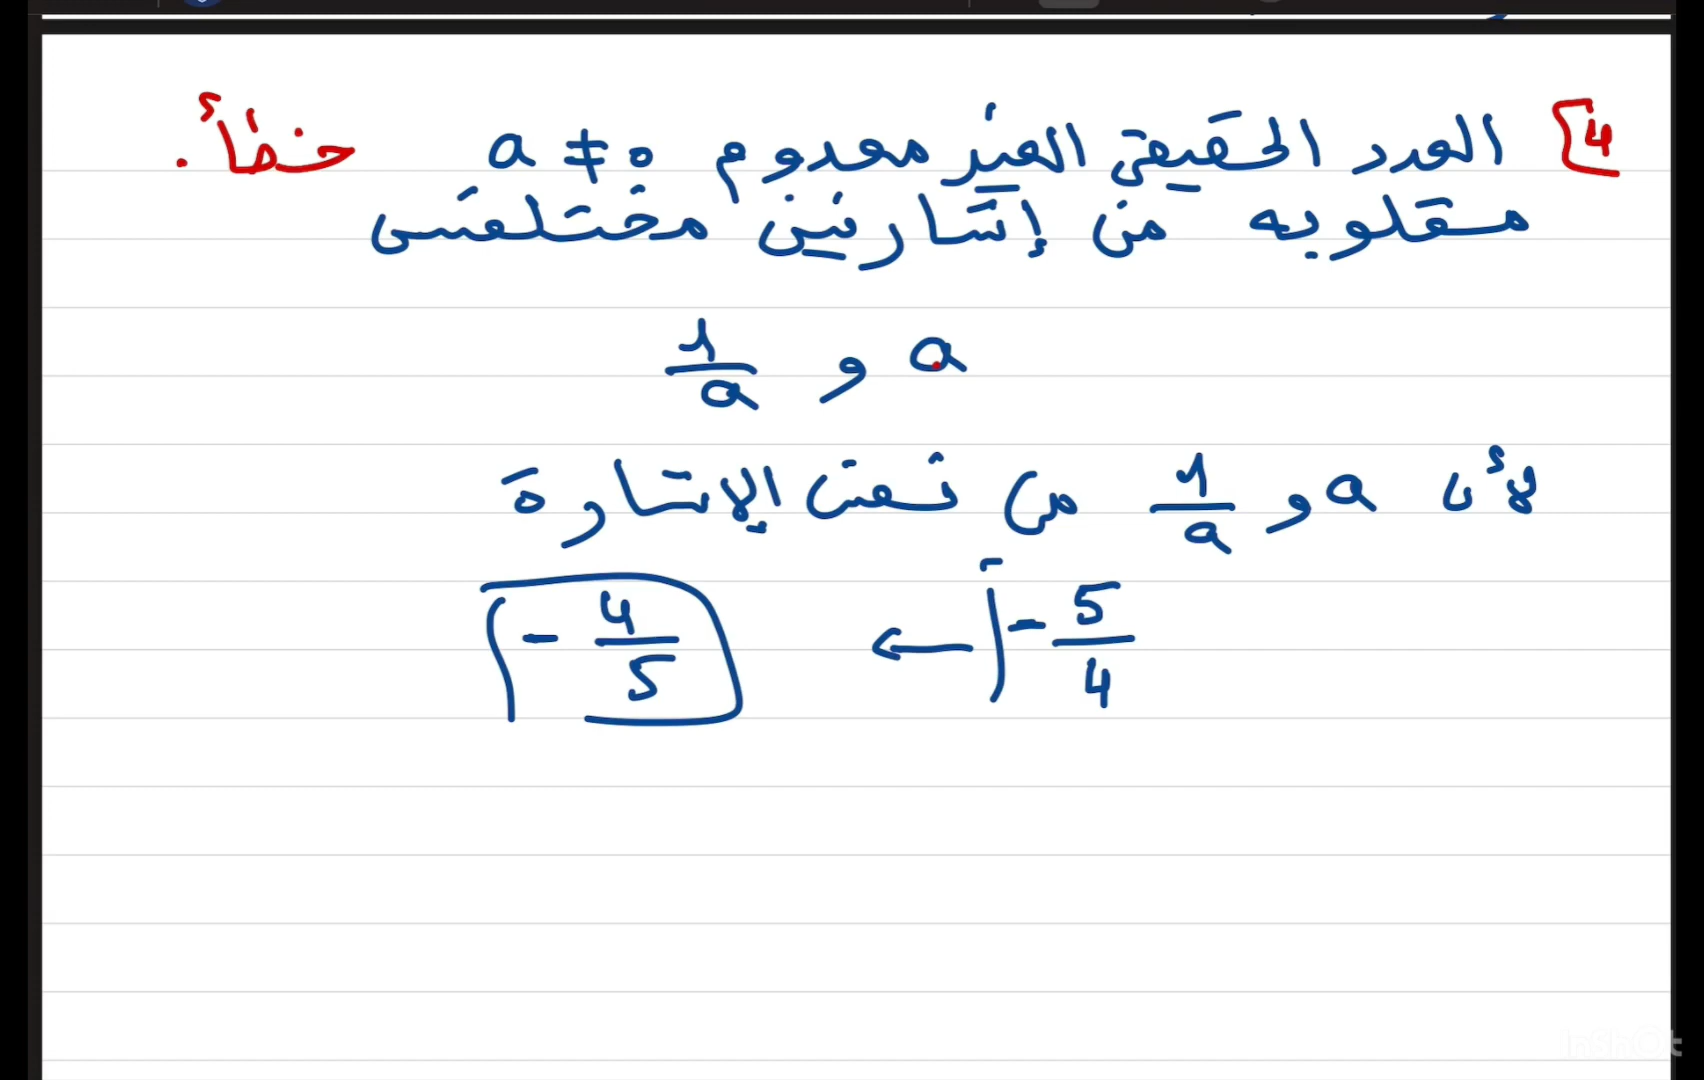 4] العدد الحقيقي الغير معدوم a ≠ 0 خطأ.
مقلوبه من إشارتين مختلفتين
a و 1/a
لأن a و 1/a من نفس الإشارة
-5/4 | ← -4/5
InShOt